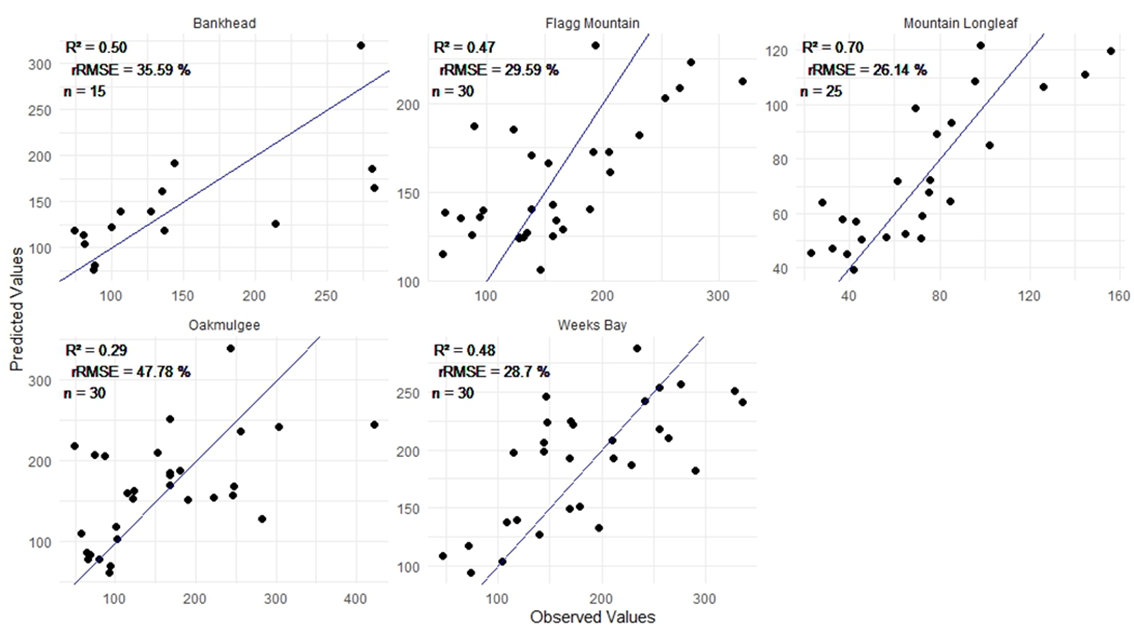 Bankhead
R² = 0.50
rRMSE = 35.59 %
n = 15
300
250
200
150
100
100
150
200
250
Flagg Mountain
R² = 0.47
rRMSE = 29.59 %
n = 30
200
150
100
100
200
300
Mountain Longleaf
R² = 0.70
rRMSE = 26.14 %
n = 25
120
100
80
60
40
40
80
120
160
Predicted Values
Oakmulgee
R² = 0.29
rRMSE = 47.78 %
n = 30
300
200
100
100
200
300
400
Weeks Bay
R² = 0.48
rRMSE = 28.7 %
n = 30
250
200
150
100
100
200
300
Observed Values